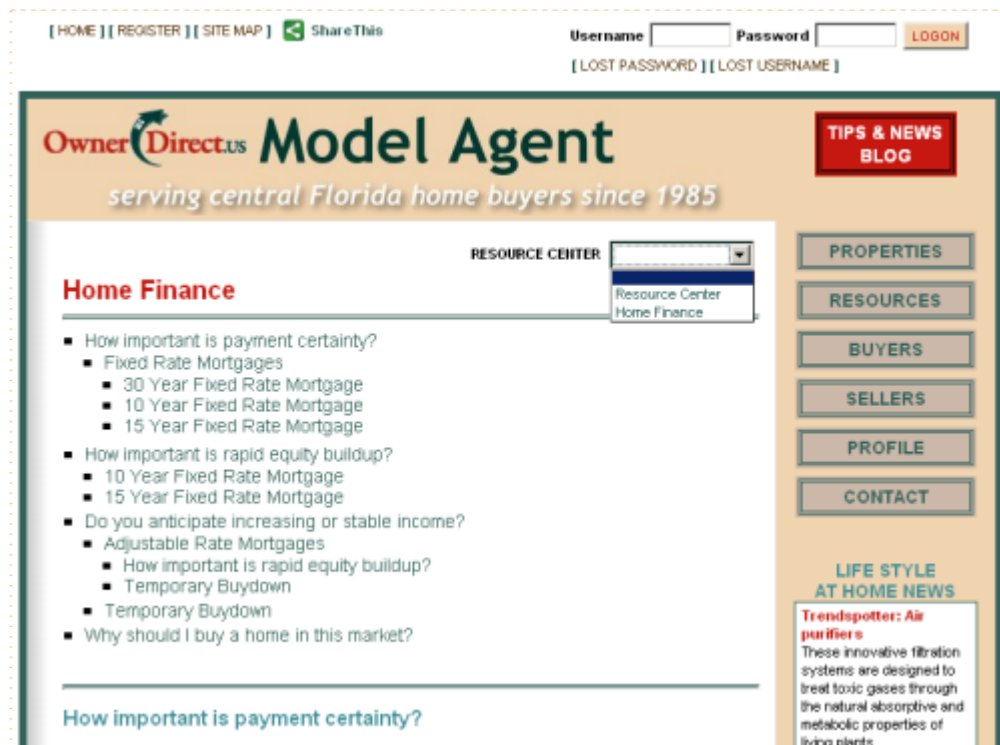 [ HOME ] [ REGISTER ] [ SITE MAP ] ShareThis
Username Password LOGON
[ LOST PASSWORD ] [ LOST USERNAME ]
OwnerDirect.us Model Agent
serving central Florida home buyers since 1985
TIPS & NEWS
BLOG
RESOURCE CENTER
Resource Center
Home Finance
Home Finance
How important is payment certainty?
Fixed Rate Mortgages
30 Year Fixed Rate Mortgage
10 Year Fixed Rate Mortgage
15 Year Fixed Rate Mortgage
How important is rapid equity buildup?
10 Year Fixed Rate Mortgage
15 Year Fixed Rate Mortgage
Do you anticipate increasing or stable income?
Adjustable Rate Mortgages
How important is rapid equity buildup?
Temporary Buydown
Temporary Buydown
Why should I buy a home in this market?
How important is payment certainty?
PROPERTIES
RESOURCES
BUYERS
SELLERS
PROFILE
CONTACT
LIFE STYLE
AT HOME NEWS
Trendspotter: Air
purifiers
These innovative filtration
systems are designed to
treat toxic gases through
the natural absorptive and
metabolic properties of
living plants